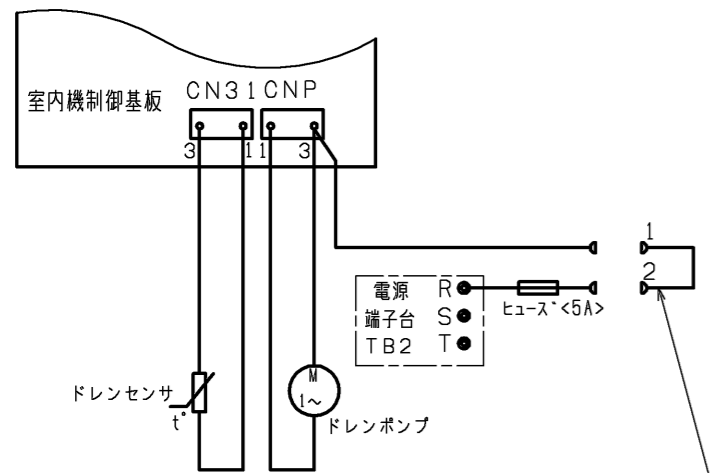 CN31 CNP
室内機制御基板
3 1 1 3
1
2
電源 R
端子台 S
TB2 T
ヒューズ<5A>
ドレンセンサ
t°
M
1~
ドレンポンプ